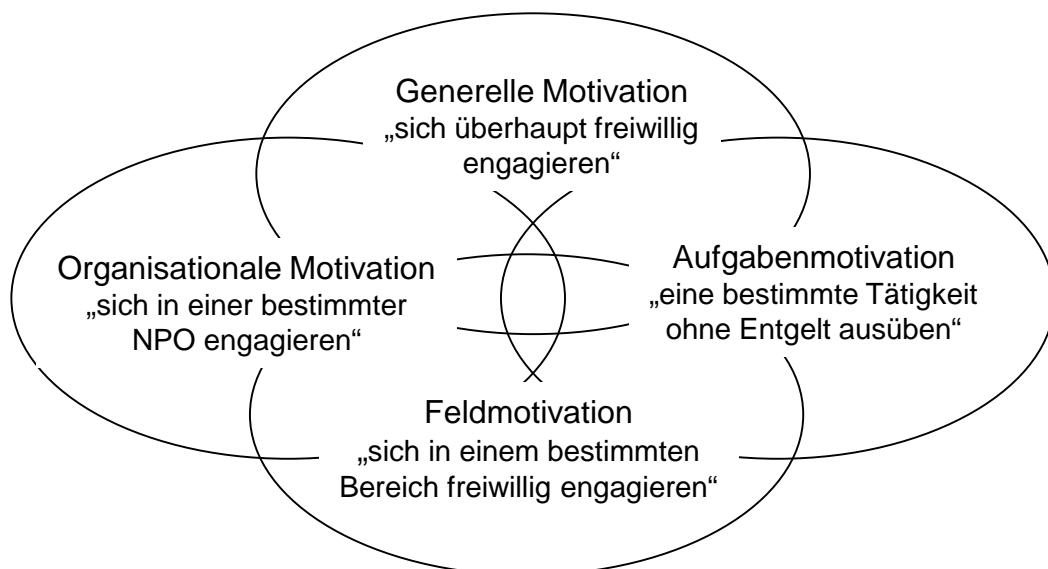 Generelle Motivation
„sich überhaupt freiwillig
engagieren“
Organisationale Motivation
„sich in einer bestimmter
NPO engagieren“
Aufgabenmotivation
„eine bestimmte Tätigkeit
ohne Entgelt ausüben“
Feldmotivation
„sich in einem bestimmten
Bereich freiwillig engagieren“